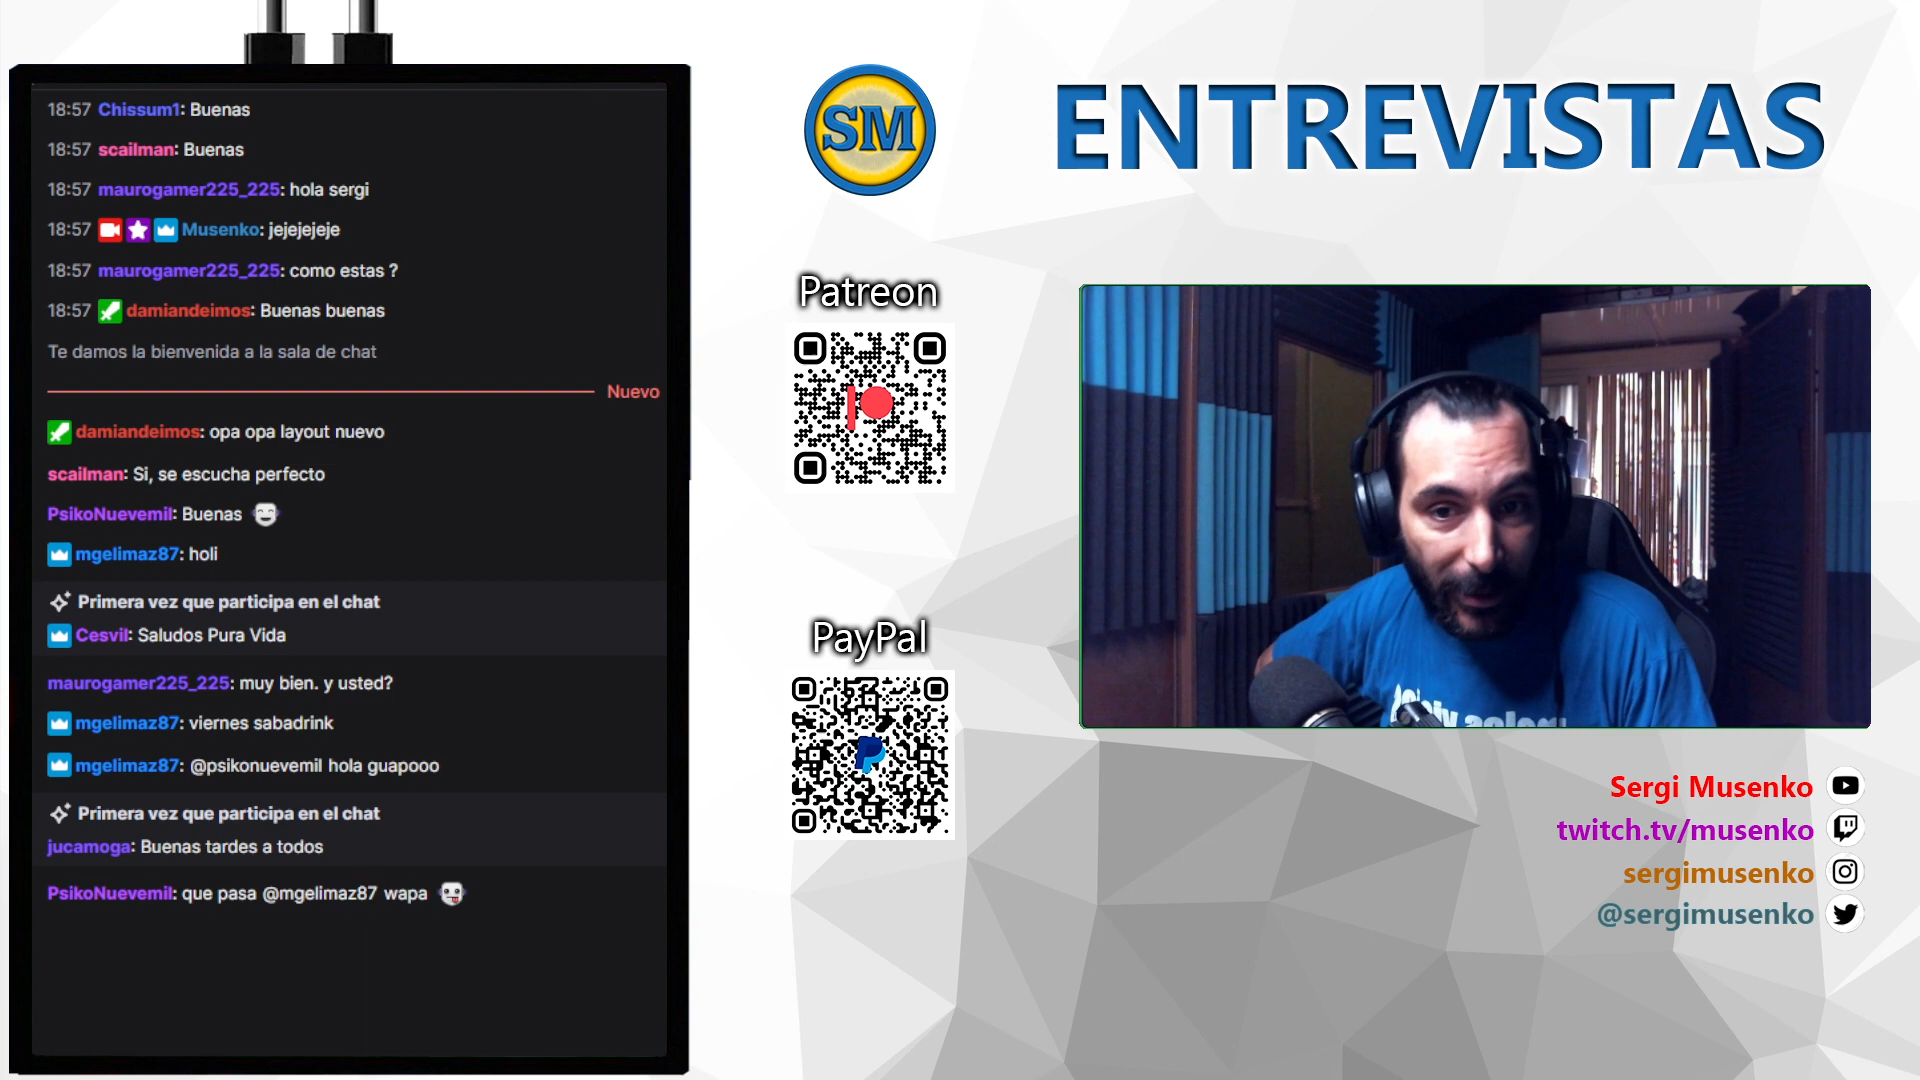 18:57 Chissum1: Buenas
18:57 scailman: Buenas
18:57 maurogamer225_225: hola sergi
18:57 Musenko: jejejejeje
18:57 maurogamer225_225: como estas ?
18:57 damiandeimos: Buenas buenas
Te damos la bienvenida a la sala de chat
Nuevo
damiandeimos: opa opa layout nuevo
scailman: Si, se escucha perfecto
PsikoNuevemil: Buenas
mgelimaz87: holi
Primera vez que participa en el chat
Cesvil: Saludos Pura Vida
maurogamer225_225: muy bien. y usted?
mgelimaz87: viernes sabadrink
mgelimaz87: @psikonuevemil hola guapooo
Primera vez que participa en el chat
jucamoga: Buenas tardes a todos
PsikoNuevemil: que pasa @mgelimaz87 wapa
SM
ENTREVISTAS
Patreon
PayPal
Sergi Musenko
twitch.tv/musenko
sergimusenko
@sergimusenko